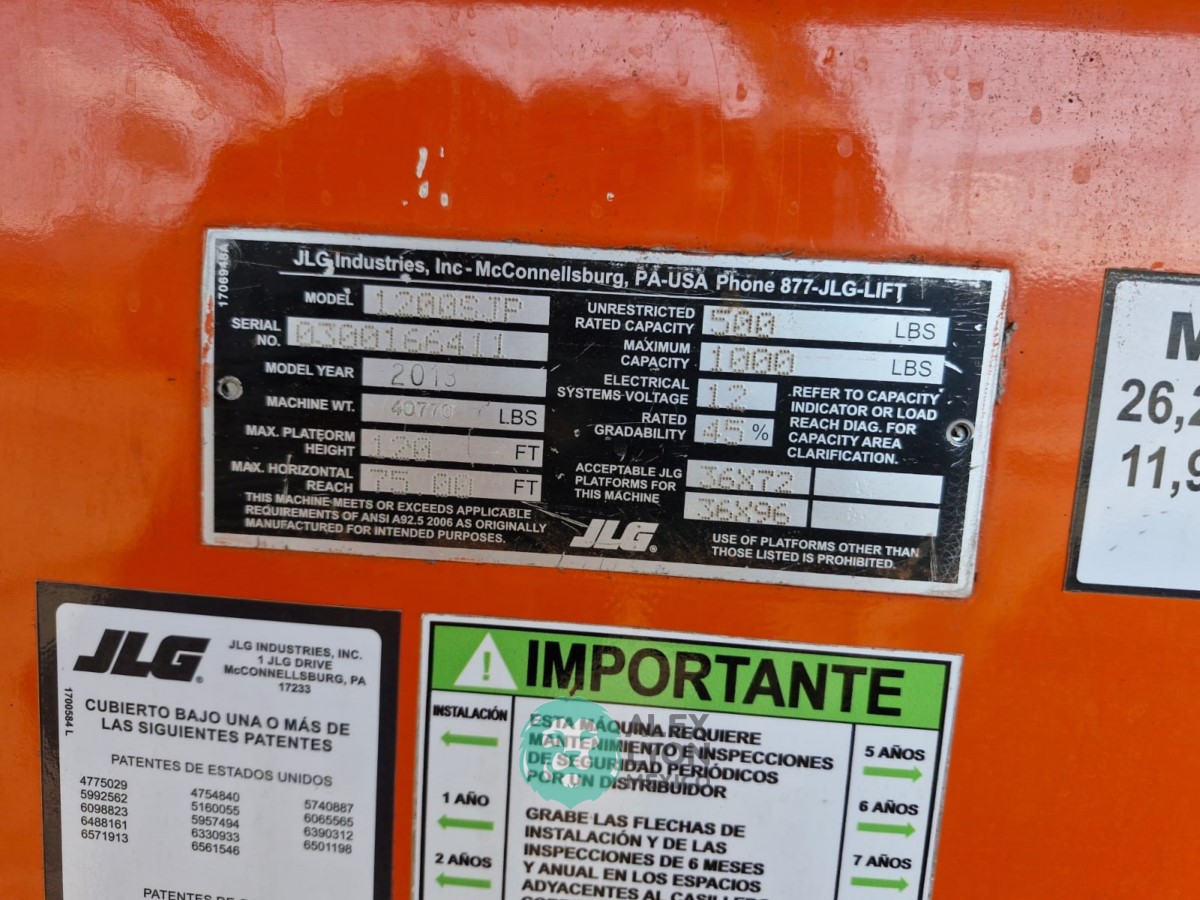 1706948A
JLG Industries, Inc - McConnellsburg, PA-USA Phone 877-JLG-LIFT
MODEL 1200SJP
SERIAL NO. 0300166411
MODEL YEAR 2013
MACHINE WT. 40770 LBS
MAX. PLATFORM HEIGHT 120 FT
MAX. HORIZONTAL REACH 75.00 FT
THIS MACHINE MEETS OR EXCEEDS APPLICABLE
REQUIREMENTS OF ANSI A92.5 2006 AS ORIGINALLY
MANUFACTURED FOR INTENDED PURPOSES.
UNRESTRICTED
RATED CAPACITY 500 LBS
MAXIMUM
CAPACITY 1000 LBS
ELECTRICAL
SYSTEMS-VOLTAGE 12
RATED
GRADABILITY 45 %
REFER TO CAPACITY
INDICATOR OR LOAD
REACH DIAG. FOR
CAPACITY AREA
CLARIFICATION.
ACCEPTABLE JLG
PLATFORMS FOR
THIS MACHINE
36X72
36X96
JLG®
USE OF PLATFORMS OTHER THAN
THOSE LISTED IS PROHIBITED
M
26,2
11,9
JLG®
JLG INDUSTRIES, INC.
1 JLG DRIVE
McCONNELLSBURG, PA
17233
1700584 L
CUBIERTO BAJO UNA O MÁS DE
LAS SIGUIENTES PATENTES
PATENTES DE ESTADOS UNIDOS
4775029 4754840 5740887
5992562 5160055 6065565
6098823 5957494 6390312
6488161 6330933 6501198
6571913 6561546
! IMPORTANTE
INSTALACIÓN
1 AÑO
2 AÑOS
ESTA MÁQUINA REQUIERE
MANTENIMIENTO E INSPECCIONES
DE SEGURIDAD PERIÓDICOS
POR UN DISTRIBUIDOR
GRABE LAS FLECHAS DE
INSTALACIÓN Y DE LAS
INSPECCIONES DE 6 MESES
Y ANUAL EN LOS ESPACIOS
ADYACENTES AL CASILLERO
5 AÑOS
6 AÑOS
7 AÑOS
ALEX
LYON
MEXICO